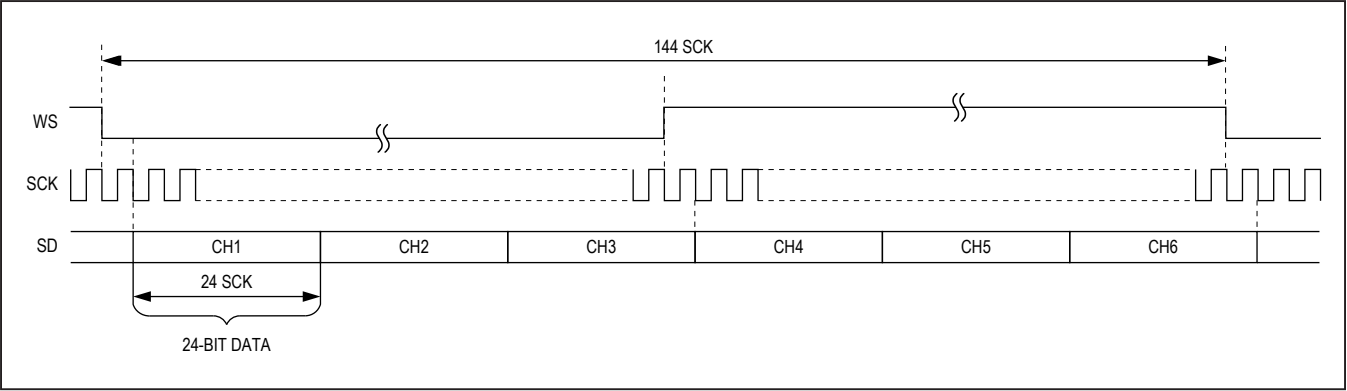 144 SCK
WS
SCK
SD
CH1
CH2
CH3
CH4
CH5
CH6
24 SCK
24-BIT DATA